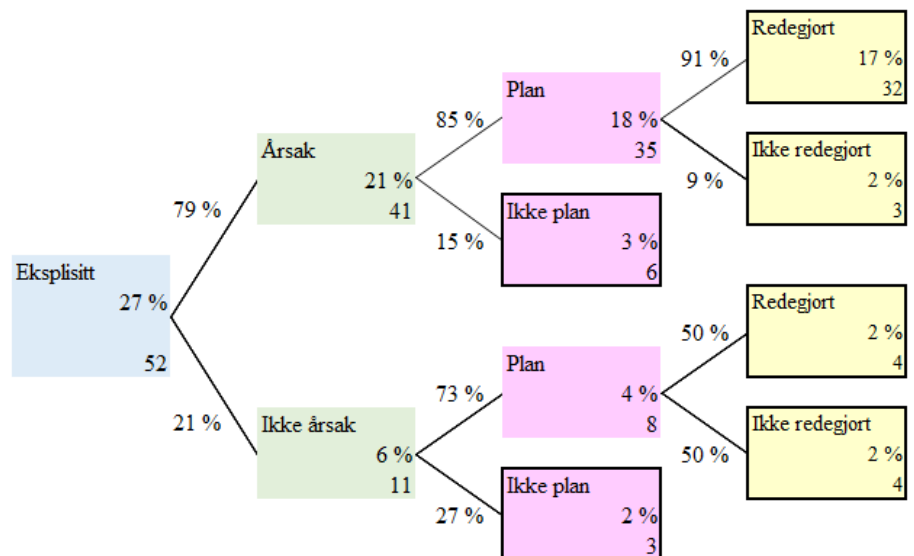 Redegjort
91 %
17 %
32
Plan
85 %
18 %
35
Ikke redegjort
9 %
2 %
3
Årsak
79 %
21 %
41
Ikke plan
15 %
3 %
6
Eksplisitt
27 %
52
Redegjort
50 %
2 %
4
Plan
73 %
4 %
8
Ikke redegjort
50 %
2 %
4
Ikke årsak
21 %
6 %
11
Ikke plan
27 %
2 %
3